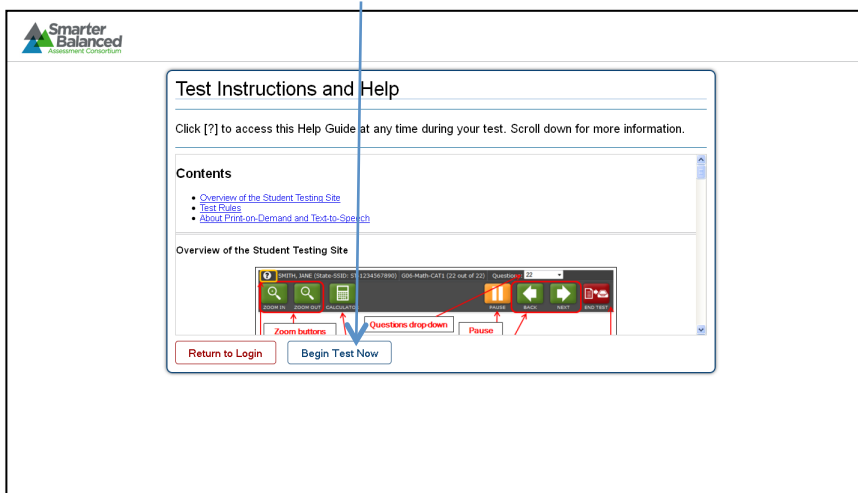 Smarter
Balanced
Assessment Consortium
Test Instructions and Help
Click [?] to access this Help Guide at any time during your test. Scroll down for more information.
Contents
Overview of the Student Testing Site
Test Rules
About Print-on-Demand and Text-to-Speech
Overview of the Student Testing Site
? SMITH, JANE (State-SSID: ST-1234567890) G06-Math-CAT1 (22 out of 22) Questions: 22
ZOOM IN ZOOM OUT CALCULATOR PAUSE BACK NEXT END TEST
Zoom buttons Questions drop-down Pause
Return to Login Begin Test Now